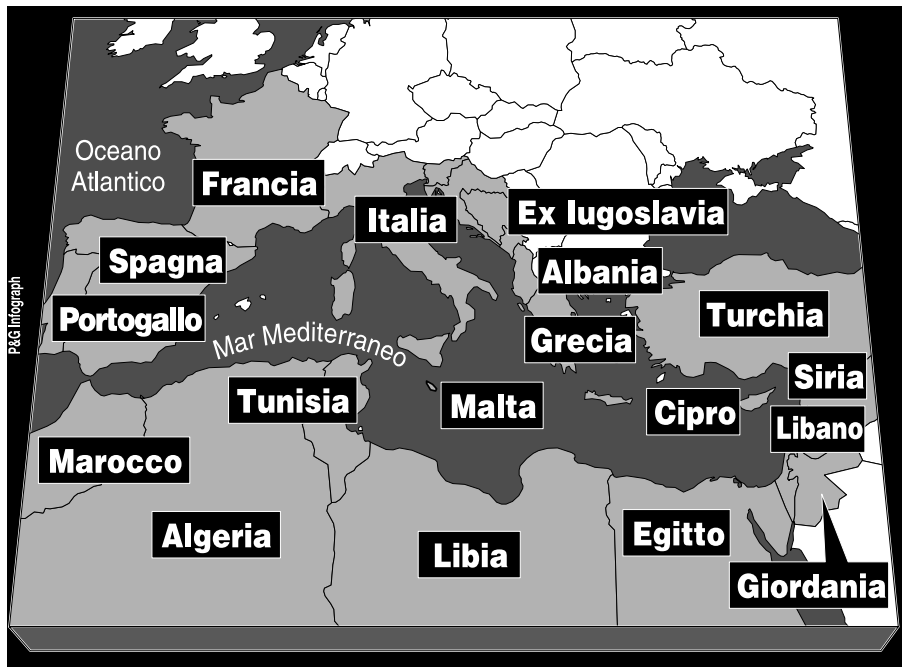 Oceano
Atlantico
Francia
Italia
Ex Iugoslavia
Spagna
Albania
Portogallo
Turchia
Mar Mediterraneo
Grecia
Siria
Tunisia
Malta
Cipro
Libano
Marocco
Algeria
Egitto
Libia
Giordania
P&G Infograph